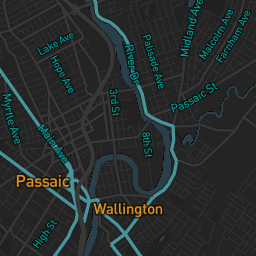 Lake Ave
River Dr
Palisade Ave
Midland Ave
Malcolm Ave
Farnham Ave
Hope Ave
3rd St
Passaic St
Myrtle Ave
Main Ave
8th St
Passaic
Wallington
High St